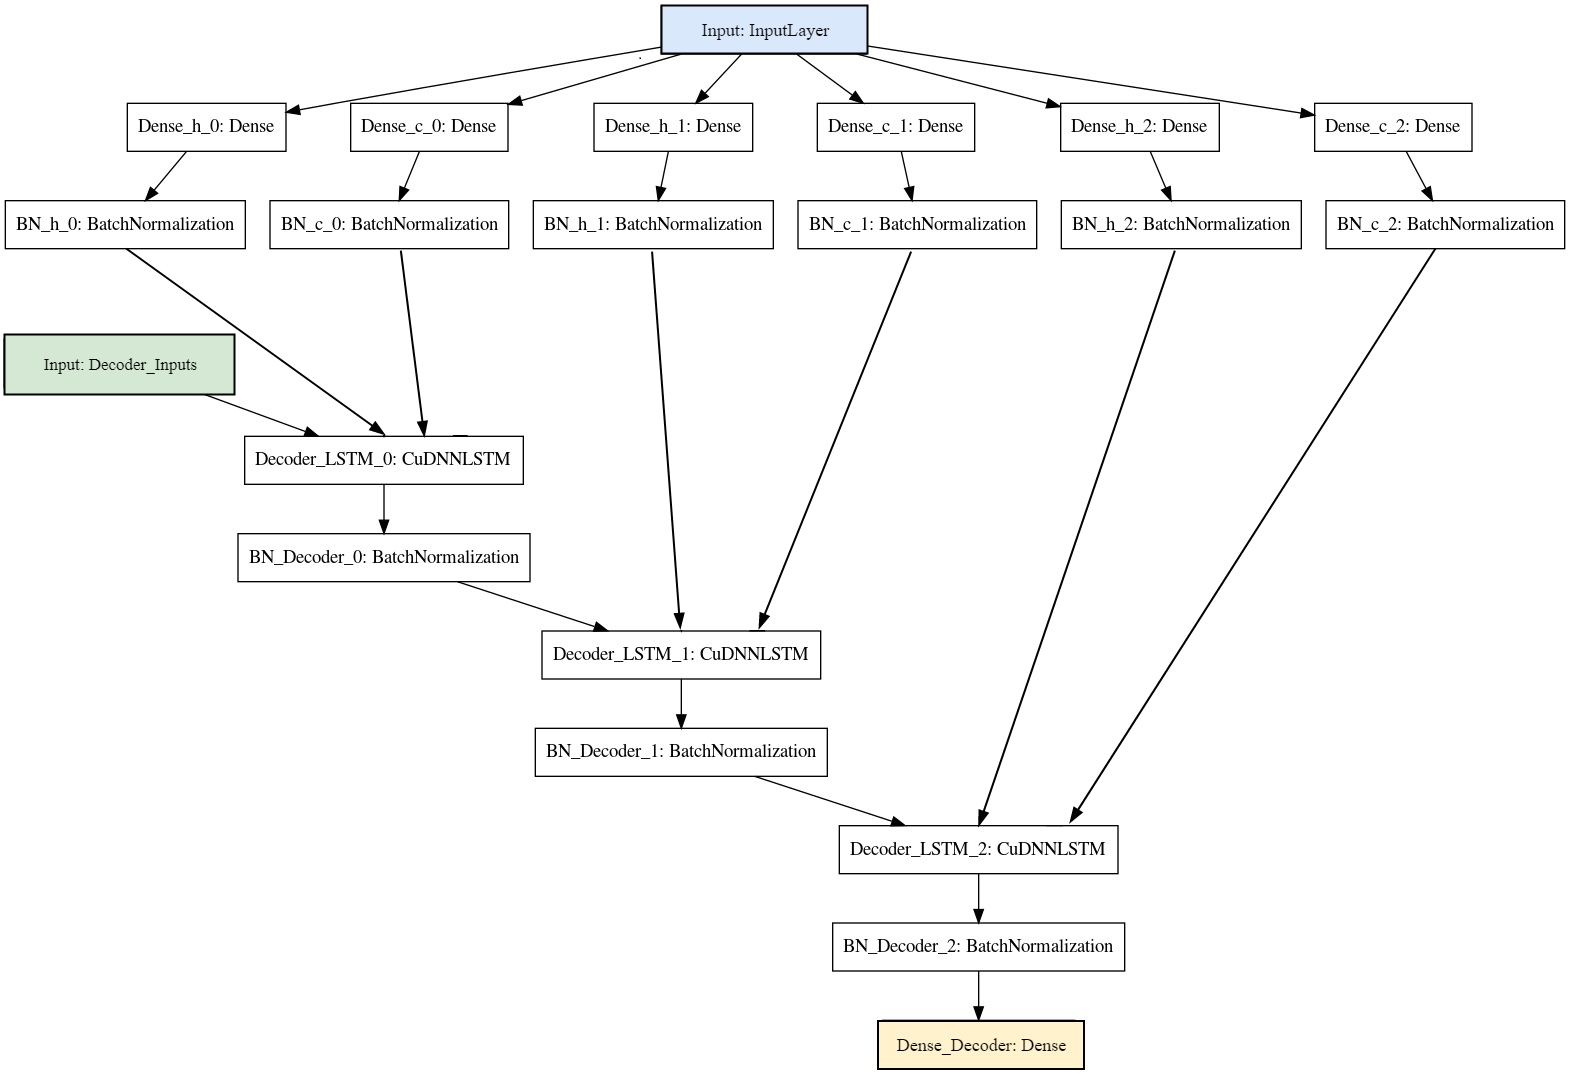 Input: InputLayer
Dense_h_0: Dense
Dense_c_0: Dense
Dense_h_1: Dense
Dense_c_1: Dense
Dense_h_2: Dense
Dense_c_2: Dense
BN_h_0: BatchNormalization
BN_c_0: BatchNormalization
BN_h_1: BatchNormalization
BN_c_1: BatchNormalization
BN_h_2: BatchNormalization
BN_c_2: BatchNormalization
Input: Decoder_Inputs
Decoder_LSTM_0: CuDNNLSTM
BN_Decoder_0: BatchNormalization
Decoder_LSTM_1: CuDNNLSTM
BN_Decoder_1: BatchNormalization
Decoder_LSTM_2: CuDNNLSTM
BN_Decoder_2: BatchNormalization
Dense_Decoder: Dense